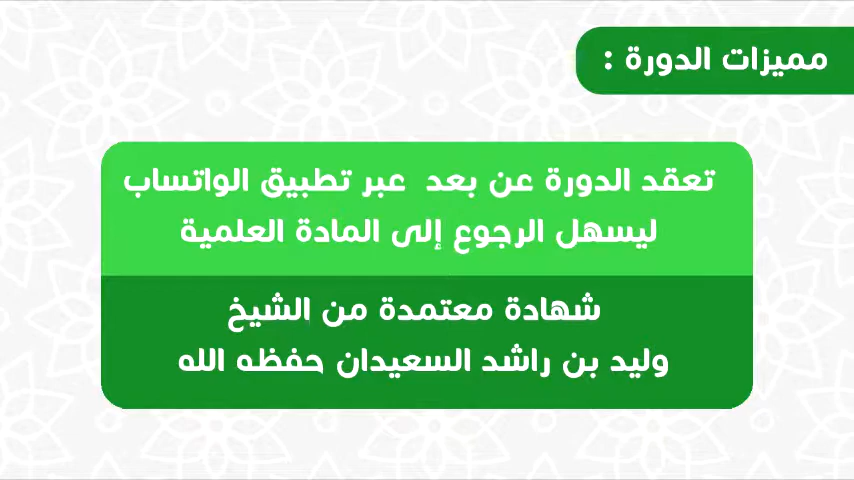 مميزات الدورة :
تعقد الدورة عن بعد عبر تطبيق الواتساب
ليسهل الرجوع إلى المادة العلمية
شهادة معتمدة من الشيخ
وليد بن راشد السعيدان حفظه الله